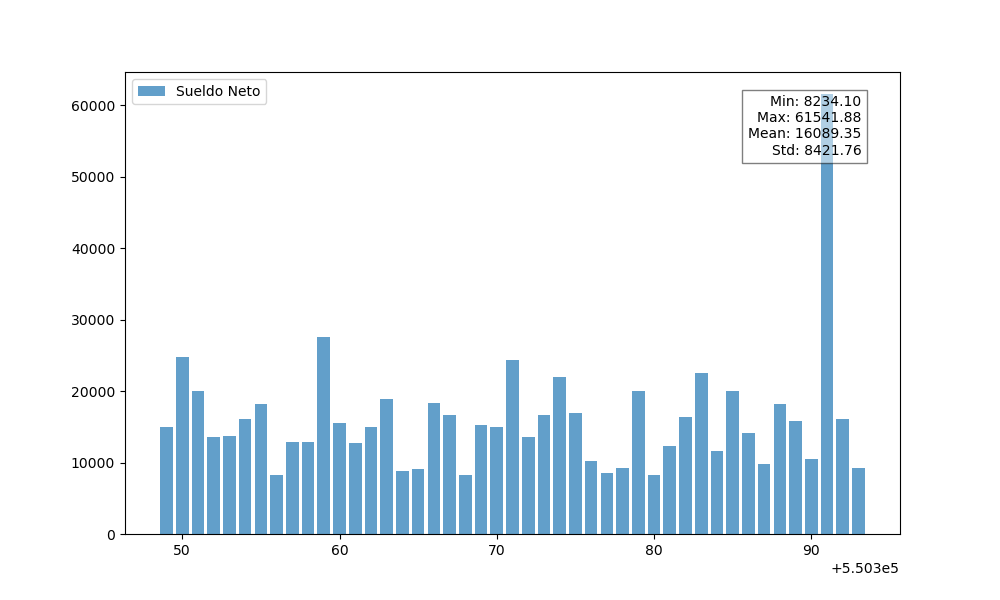 Sueldo Neto
Min: 8234.10
Max: 61541.88
Mean: 16089.35
Std: 8421.76
60000
50000
40000
30000
20000
10000
0
50 60 70 80 90
+5.503e5